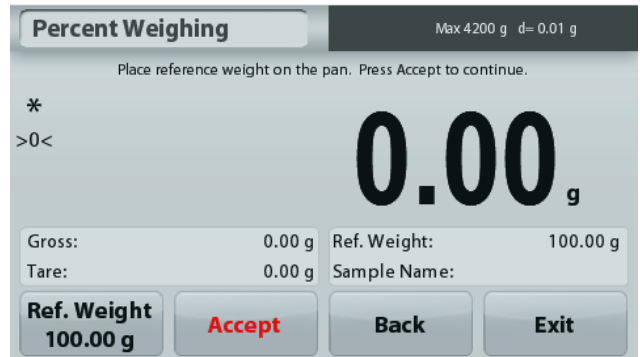 Percent Weighing
Max 4200 g d= 0.01 g
Place reference weight on the pan. Press Accept to continue.
*
>0<
0.00 g
Gross: 0.00 g Ref. Weight: 100.00 g
Tare: 0.00 g Sample Name:
Ref. Weight
100.00 g
Accept
Back
Exit